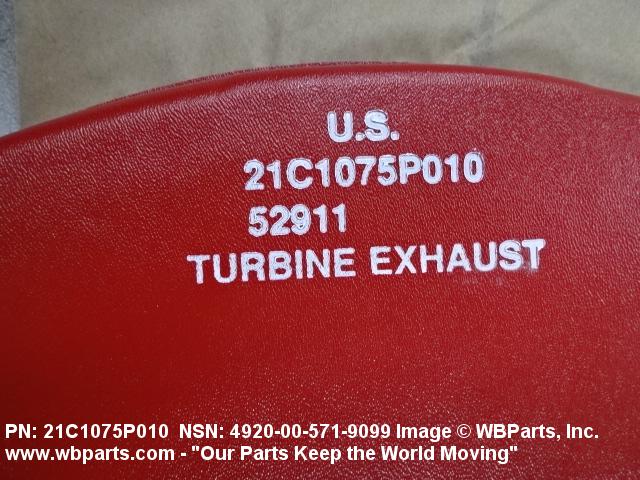 U.S.
21C1075P010
52911
TURBINE EXHAUST
PN: 21C1075P010 NSN: 4920-00-571-9099 Image © WBParts, Inc.
www.wbparts.com - "Our Parts Keep the World Moving"